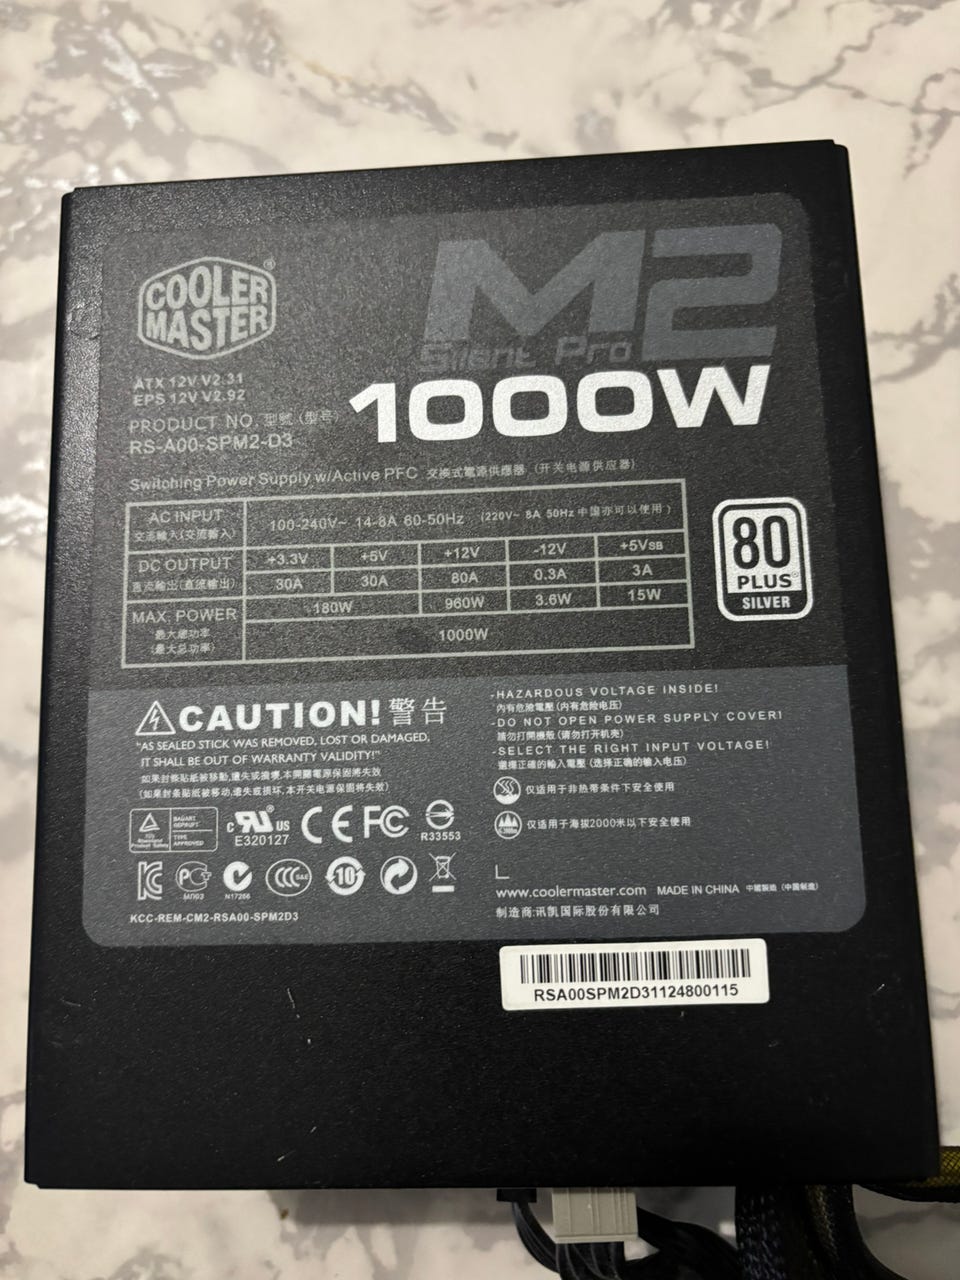 M2
COOLER
MASTER®
Silent Pro
1000W
ATX 12V V2.31
EPS 12V V2.92
PRODUCT NO. 型號 (型号)
RS-A00-SPM2-D3
Switching Power Supply w/Active PFC 交換式電源供應器 (开关电源供应器)
AC INPUT 100-240V~ 14-8A 60-50Hz (220V~ 8A 50Hz 中国亦可以使用)
交流輸入(交流输入)
DC OUTPUT +3.3V +5V +12V -12V +5VSB
直流輸出(直流输出) 30A 30A 80A 0.3A 3A
MAX. POWER 180W 960W 3.6W 15W
最大總功率
(最大总功率) 1000W
80
PLUS®
SILVER
CAUTION! 警告
"AS SEALED STICK WAS REMOVED, LOST OR DAMAGED,
IT SHALL BE OUT OF WARRANTY VALIDITY!"
如果封條貼紙被移動,遺失或損壞,本開關電源保固將失效
(如果封条贴纸被移动,遗失或损坏,本开关电源保固将失效)
-HAZARDOUS VOLTAGE INSIDE!
內有危險電壓 (内有危险电压)
-DO NOT OPEN POWER SUPPLY COVER!
請勿打開機殼 (请勿打开机壳)
-SELECT THE RIGHT INPUT VOLTAGE!
選擇正確的輸入電壓 (选择正确的输入电压)
仅适用于非热带条件下安全使用
仅适用于海拔2000米以下安全使用
BAUART
GEPRÜFT
TYPE
APPROVED
c RU® US
E320127
CE FC
R33553
N17266
CCC S&E
10
KCC-REM-CM2-RSA00-SPM2D3
www.coolermaster.com MADE IN CHINA 中國製造 (中国制造)
制造商:讯凯国际股份有限公司
RSA00SPM2D31124800115